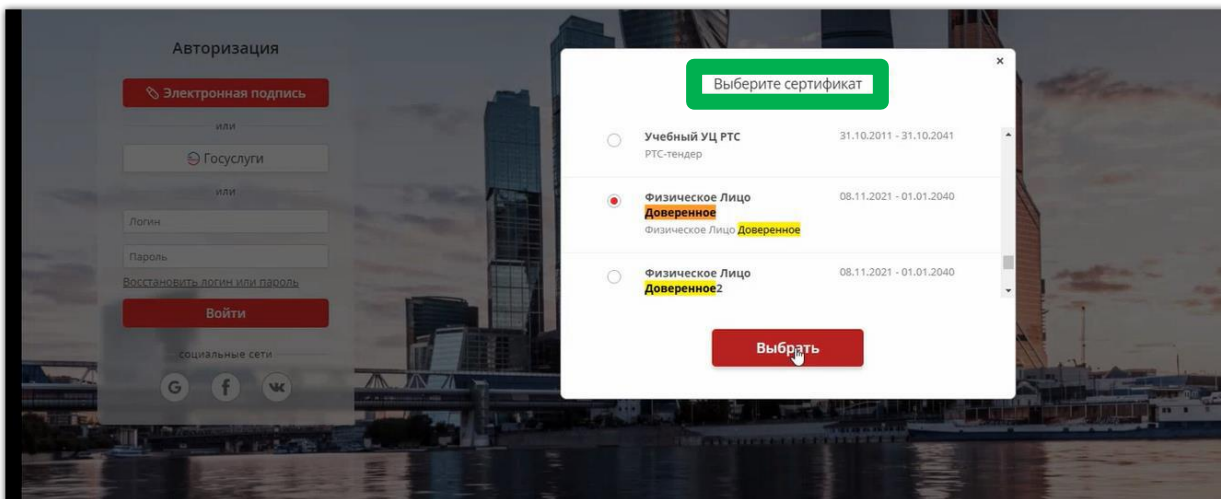 Авторизация
Электронная подпись
или
Госуслуги
или
Логин
Пароль
Восстановить логин или пароль
Войти
социальные сети
G f
×
Выберите сертификат
Учебный УЦ РТС 31.10.2011 - 31.10.2041
РТС-тендер
Физическое Лицо 08.11.2021 - 01.01.2040
Доверенное
Физическое Лицо Доверенное
Физическое Лицо 08.11.2021 - 01.01.2040
Доверенное2
Выбрать